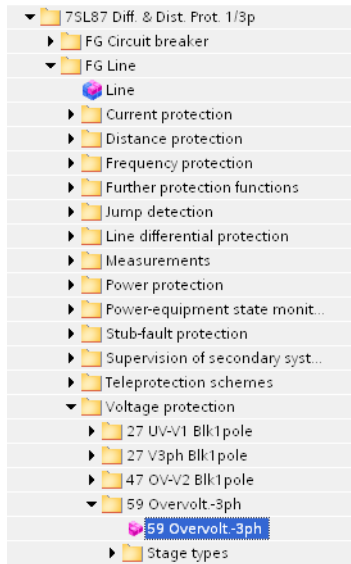 7SL87 Diff. & Dist. Prot. 1/3p
FG Circuit breaker
FG Line
Line
Current protection
Distance protection
Frequency protection
Further protection functions
Jump detection
Line differential protection
Measurements
Power protection
Power-equipment state monit...
Stub-fault protection
Supervision of secondary syst...
Teleprotection schemes
Voltage protection
27 UV-V1 Blk1pole
27 V3ph Blk1pole
47 OV-V2 Blk1pole
59 Overvolt.-3ph
59 Overvolt.-3ph
Stage types